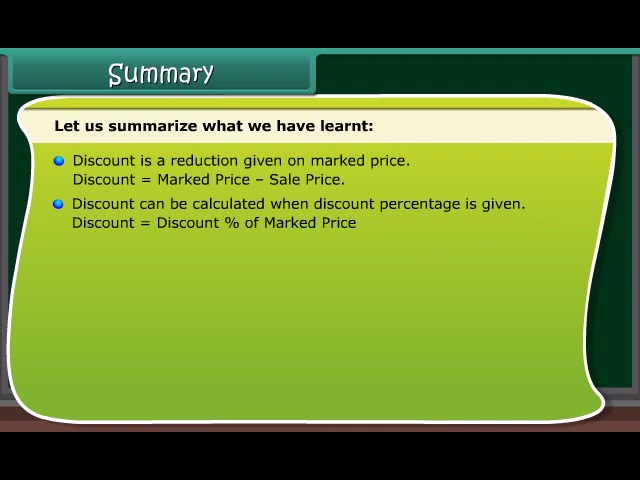 Summary
Let us summarize what we have learnt:
Discount is a reduction given on marked price.
Discount = Marked Price – Sale Price.
Discount can be calculated when discount percentage is given.
Discount = Discount % of Marked Price